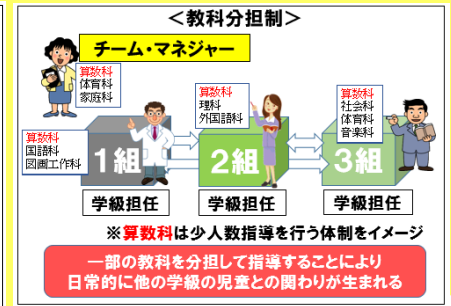 ＜教科分担制＞
チーム・マネジャー
算数科
体育科
家庭科
算数科
理科
外国語科
算数科
社会科
体育科
音楽科
算数科
国語科
図画工作科
1組
2組
3組
学級担任
学級担任
学級担任
※算数科は少人数指導を行う体制をイメージ
一部の教科を分担して指導することにより
日常的に他の学級の児童との関わりが生まれる